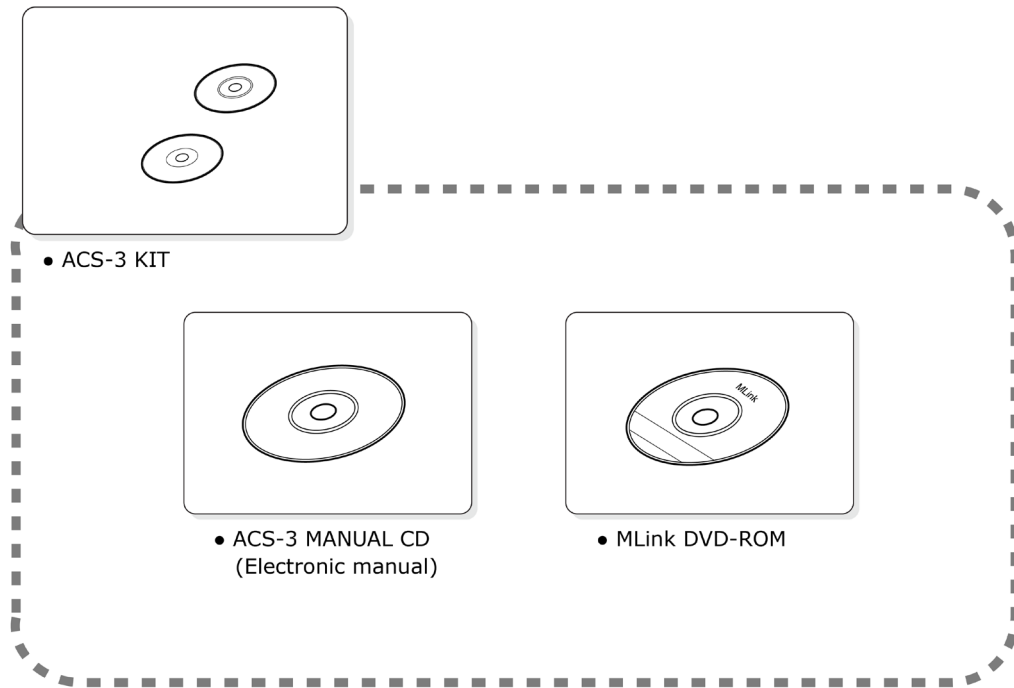 ● ACS-3 KIT
MLink
● ACS-3 MANUAL CD
(Electronic manual)
● MLink DVD-ROM